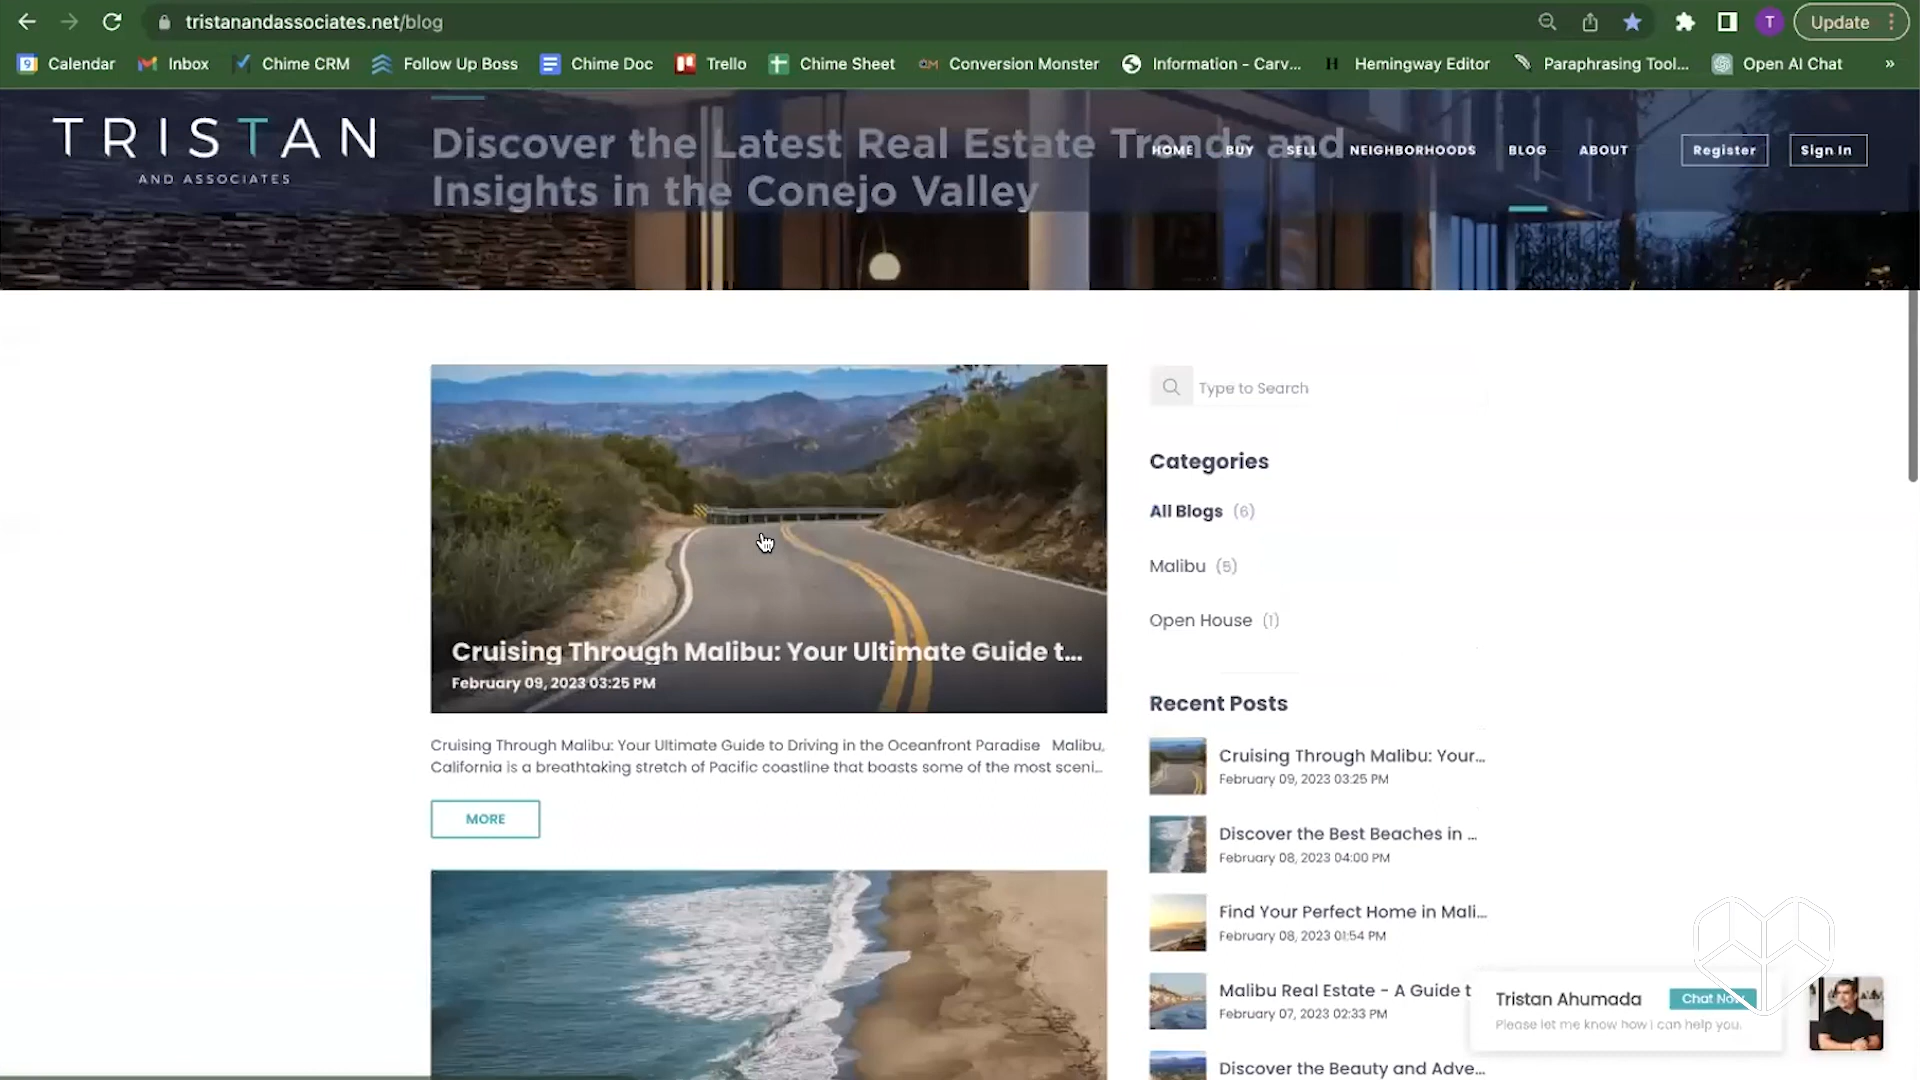 tristanandassociates.net/blog
Update
Calendar
Inbox
Chime CRM
Follow Up Boss
Chime Doc
Trello
Chime Sheet
Conversion Monster
Information - Carv...
Hemingway Editor
Paraphrasing Tool...
Open AI Chat
TRISTAN
AND ASSOCIATES
Discover the Latest Real Estate Trends and
Insights in the Conejo Valley
HOME
BUY
SELL
NEIGHBORHOODS
BLOG
ABOUT
Register
Sign In
Cruising Through Malibu: Your Ultimate Guide t...
February 09, 2023 03:25 PM
Cruising Through Malibu: Your Ultimate Guide to Driving in the Oceanfront Paradise Malibu,
California is a breathtaking stretch of Pacific coastline that boasts some of the most sceni...
MORE
Type to Search
Categories
All Blogs (6)
Malibu (5)
Open House (1)
Recent Posts
Cruising Through Malibu: Your...
February 09, 2023 03:25 PM
Discover the Best Beaches in ...
February 08, 2023 04:00 PM
Find Your Perfect Home in Mali...
February 08, 2023 01:54 PM
Malibu Real Estate - A Guide t
February 07, 2023 02:33 PM
Discover the Beauty and Adve...
Tristan Ahumada
Chat Now
Please let me know how I can help you.